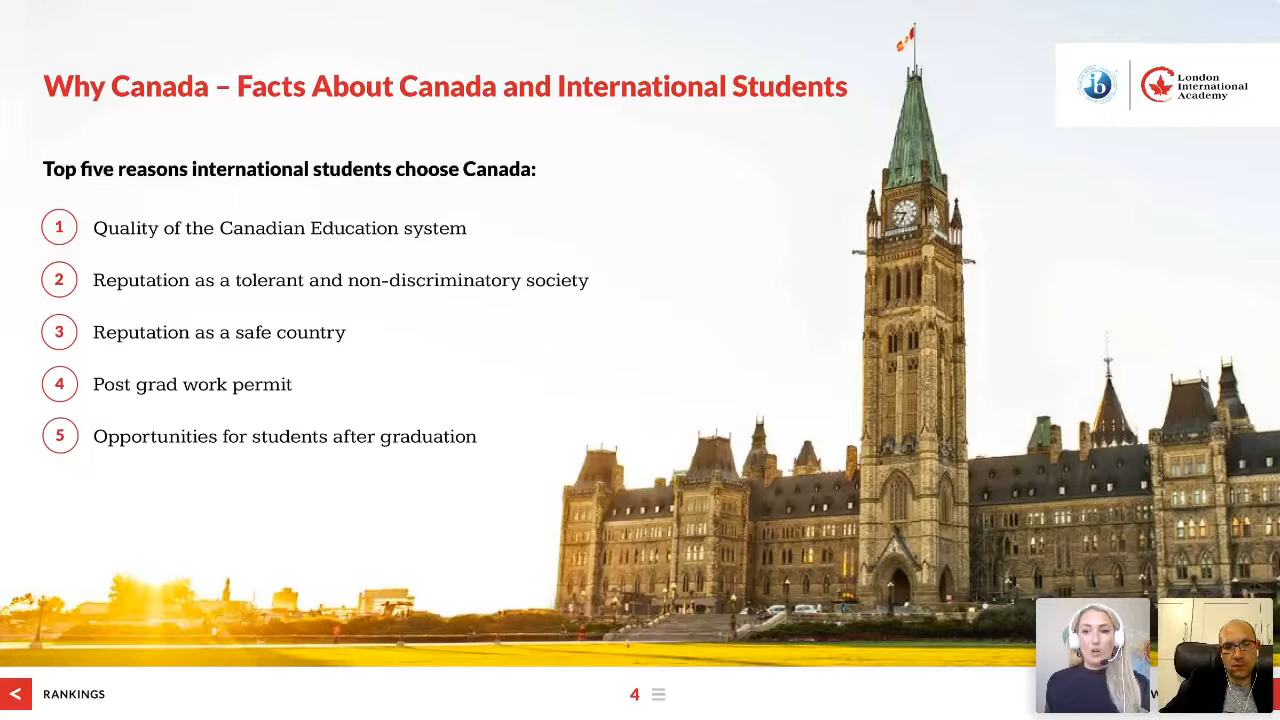 Why Canada – Facts About Canada and International Students
ib
London
International
Academy
Top five reasons international students choose Canada:
1 Quality of the Canadian Education system
2 Reputation as a tolerant and non-discriminatory society
3 Reputation as a safe country
4 Post grad work permit
5 Opportunities for students after graduation
< RANKINGS
4